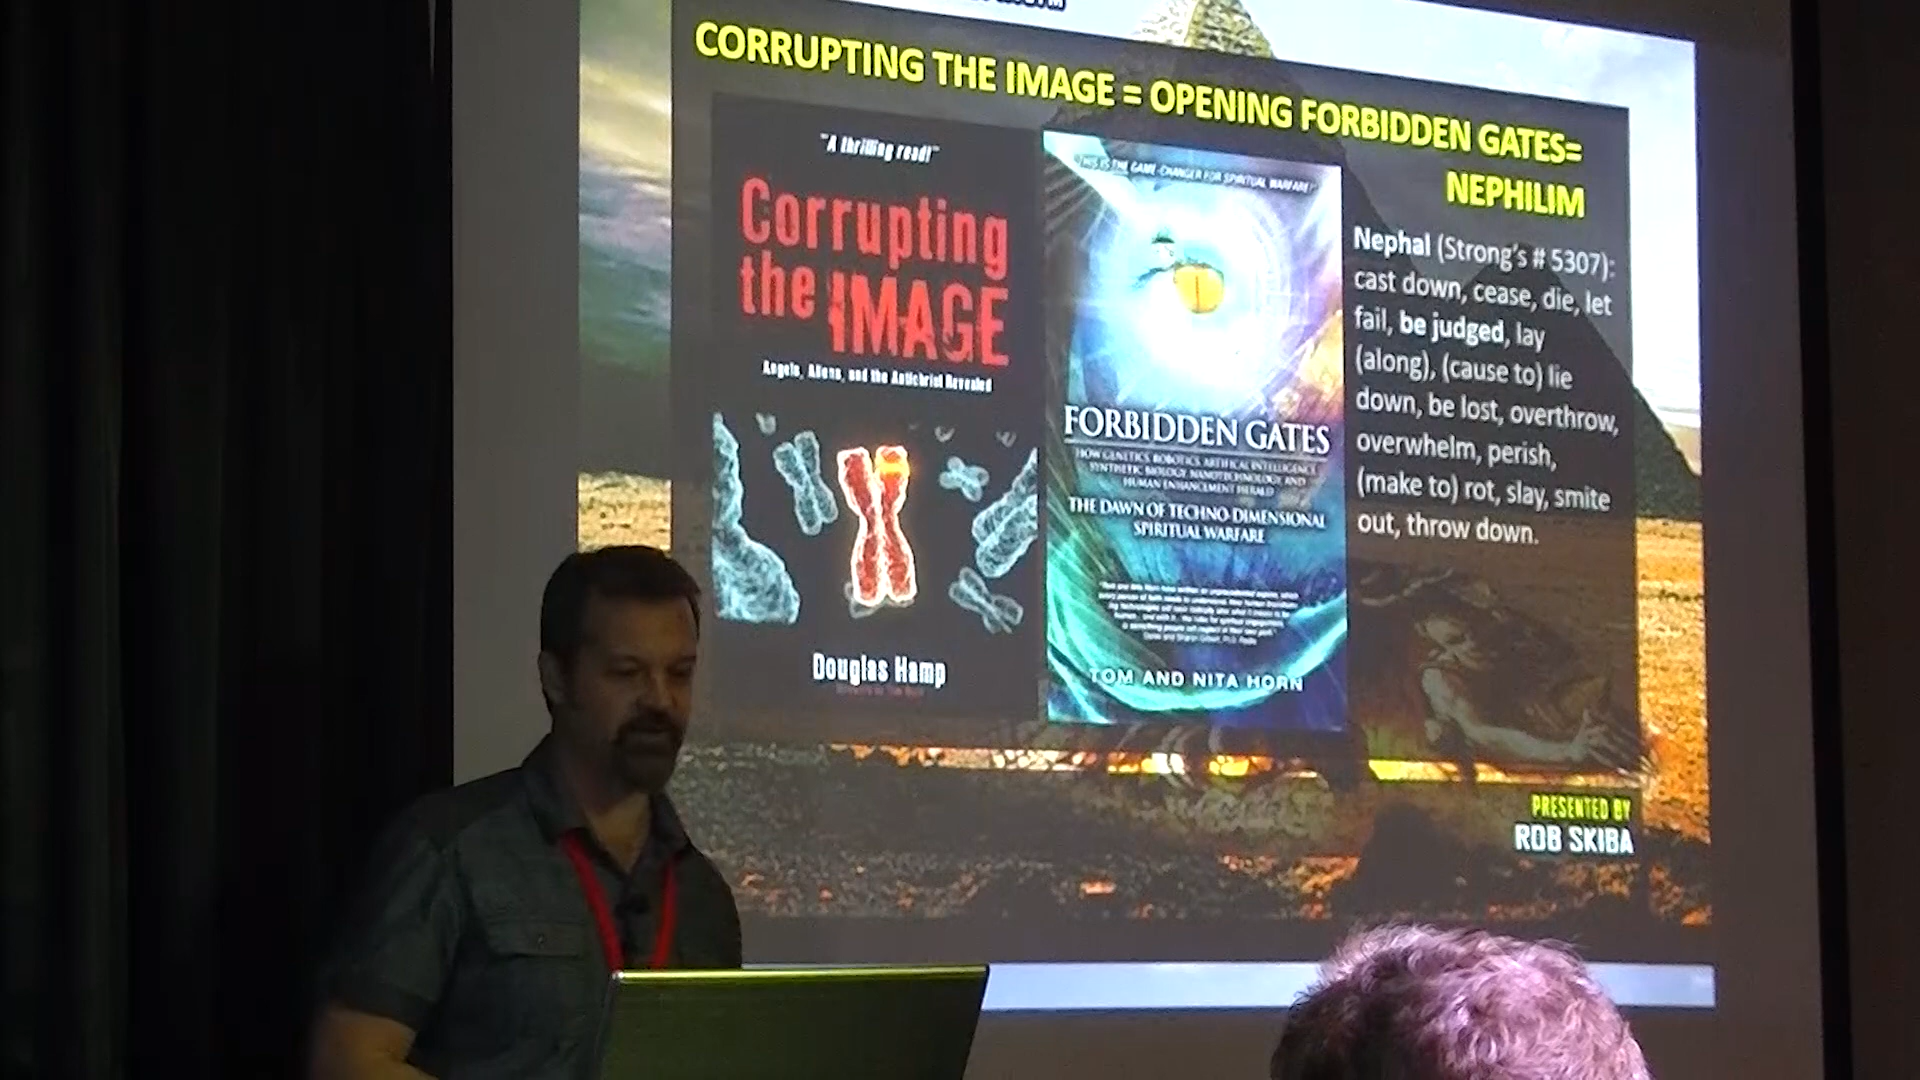 CORRUPTING THE IMAGE = OPENING FORBIDDEN GATES=
NEPHILIM
"A thrilling read!"
Corrupting
the IMAGE
Angels, Aliens, and the Antichrist Revealed
Douglas Hamp
THIS IS THE GAME-CHANGER FOR SPIRITUAL WARFARE!
FORBIDDEN GATES
HOW GENETICS, ROBOTICS, ARTIFICIAL INTELLIGENCE,
SYNTHETIC BIOLOGY, NANOTECHNOLOGY, AND
HUMAN ENHANCEMENT HERALD
THE DAWN OF TECHNO-DIMENSIONAL
SPIRITUAL WARFARE
TOM AND NITA HORN
Nephal (Strong's # 5307):
cast down, cease, die, let
fail, be judged, lay
(along), (cause to) lie
down, be lost, overthrow,
overwhelm, perish,
(make to) rot, slay, smite
out, throw down.
PRESENTED BY
ROB SKIBA